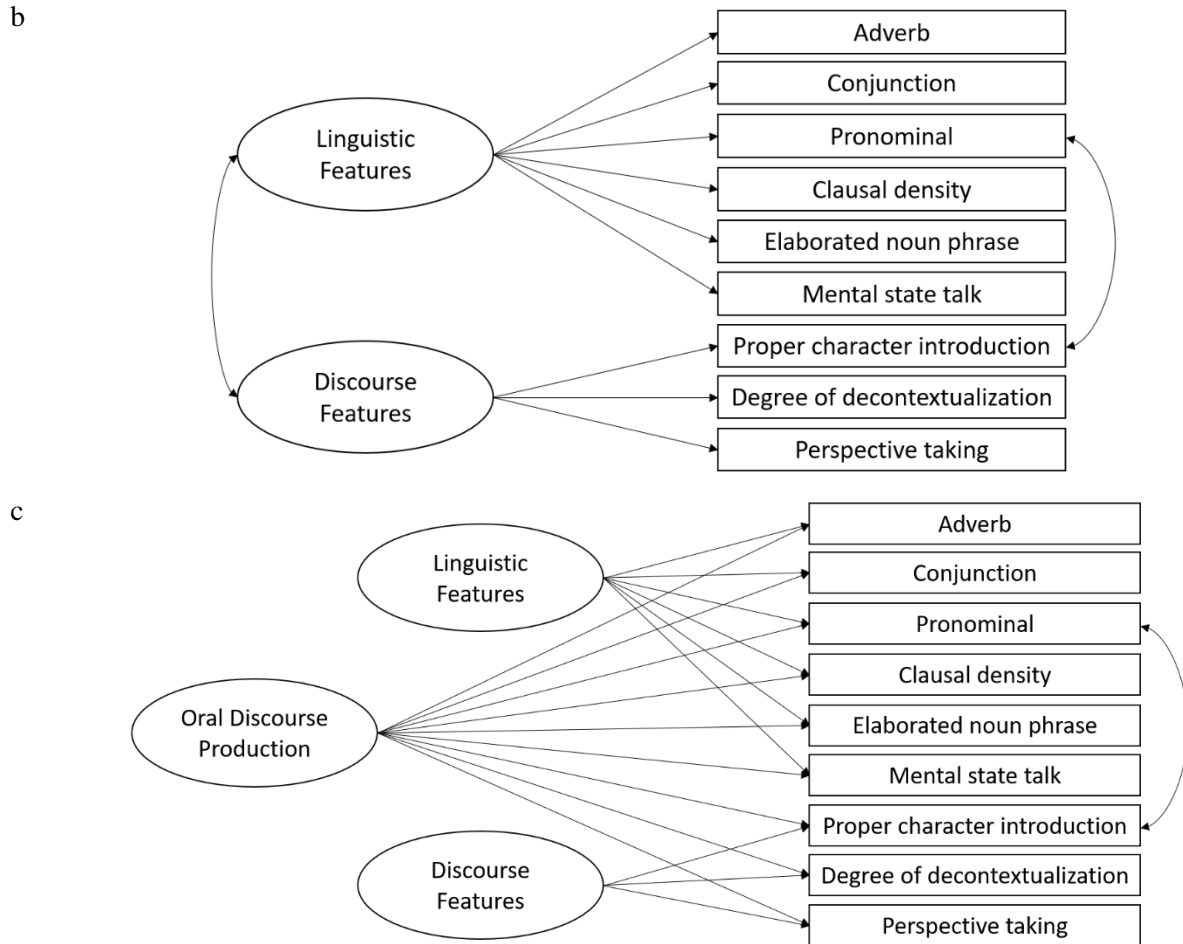 b
Linguistic
Features
Discourse
Features
Adverb
Conjunction
Pronominal
Clausal density
Elaborated noun phrase
Mental state talk
Proper character introduction
Degree of decontextualization
Perspective taking
c
Linguistic
Features
Oral Discourse
Production
Discourse
Features
Adverb
Conjunction
Pronominal
Clausal density
Elaborated noun phrase
Mental state talk
Proper character introduction
Degree of decontextualization
Perspective taking